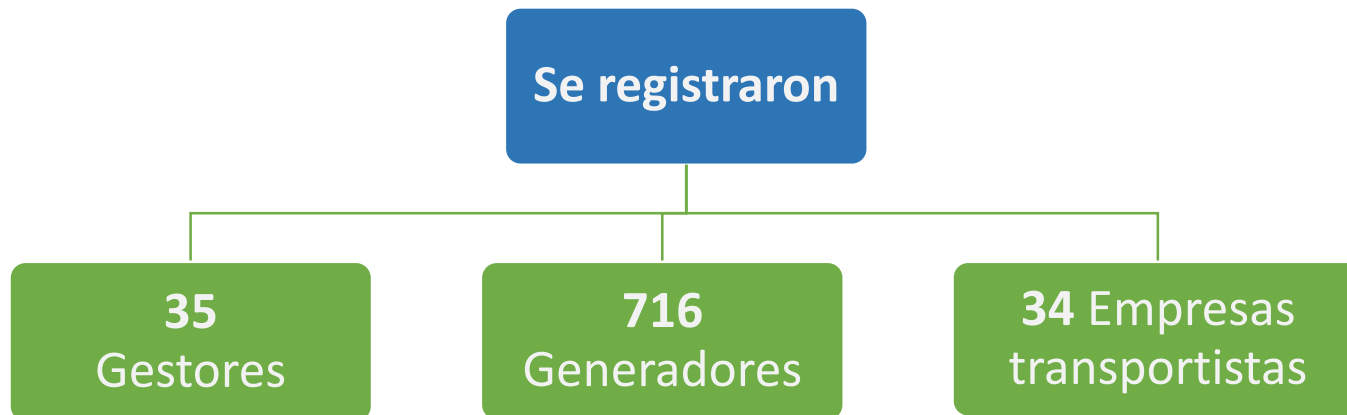 Se registraron
35
Gestores
716
Generadores
34 Empresas
transportistas